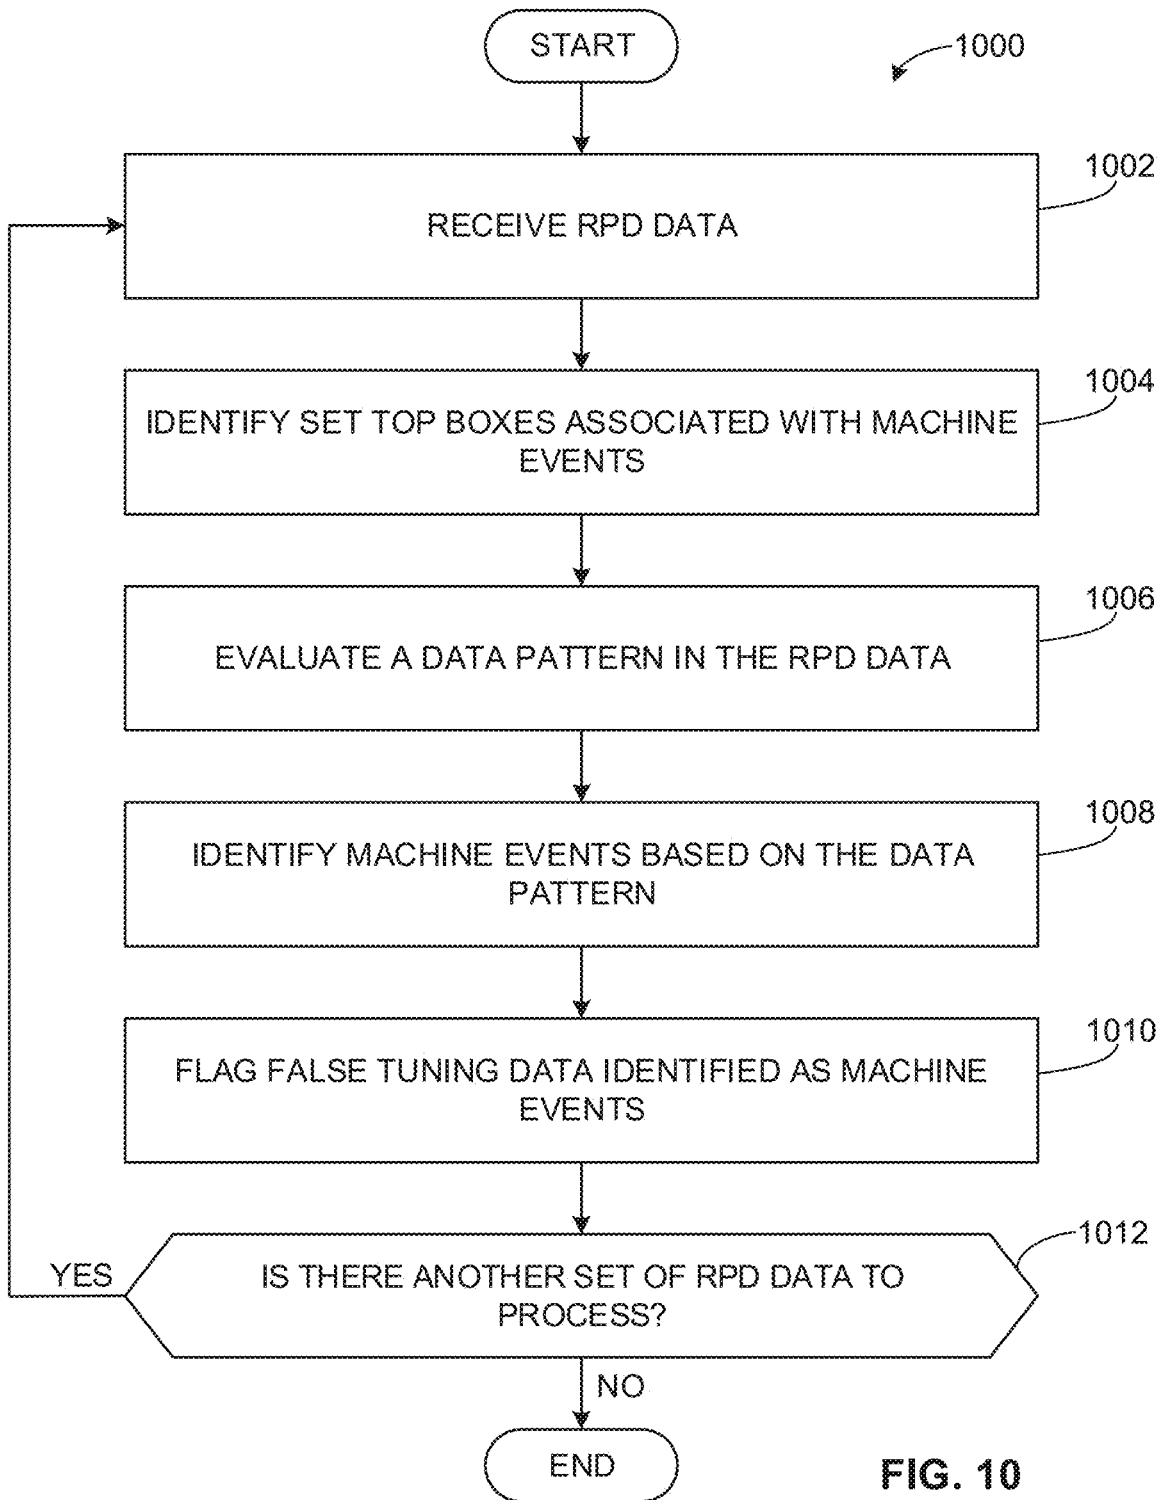 START
1000
1002
RECEIVE RPD DATA
1004
IDENTIFY SET TOP BOXES ASSOCIATED WITH MACHINE
EVENTS
1006
EVALUATE A DATA PATTERN IN THE RPD DATA
1008
IDENTIFY MACHINE EVENTS BASED ON THE DATA
PATTERN
1010
FLAG FALSE TUNING DATA IDENTIFIED AS MACHINE
EVENTS
1012
YES
IS THERE ANOTHER SET OF RPD DATA TO
PROCESS?
NO
END
FIG. 10